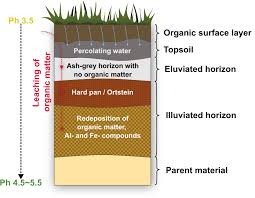 Ph 3.5
Leaching of
organic matter
Ph 4.5~5.5
Percolating water
Ash-grey horizon with
no organic matter
Hard pan / Ortstein
Redeposition of
organic matter,
Al- and Fe- compounds
Organic surface layer
Topsoil
Eluviated horizon
Illuviated horizon
Parent material